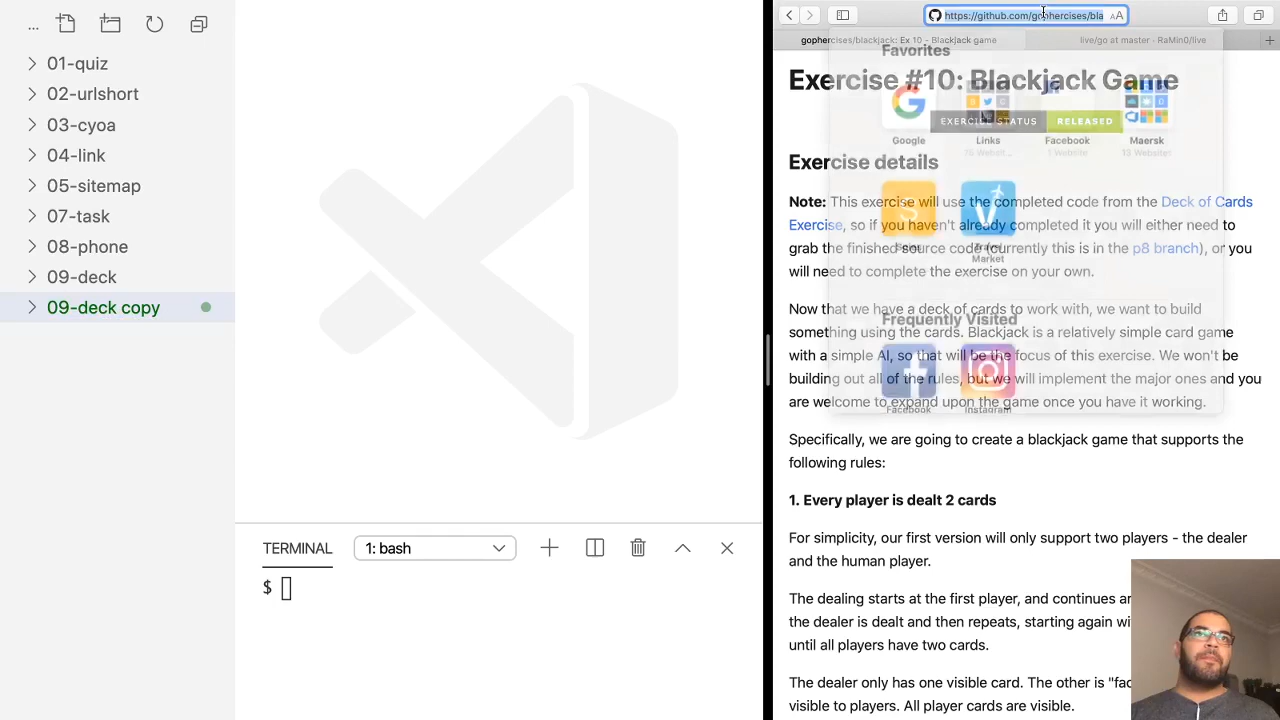 ...
01-quiz
02-urlshort
03-cyoa
04-link
05-sitemap
07-task
08-phone
09-deck
09-deck copy
TERMINAL
1: bash
$
https://github.com/gophercises/bla
AA
gophercises/blackjack: Ex 10 - Blackjack game
live/go at master · RaMin0/live
Favorites
Exercise #10: Blackjack Game
EXERCISE STATUS RELEASED
Google Links Facebook Maersk
1 Website
Exercise details
Note: This exercise will use the completed code from the Deck of Cards
Exercise, so if you haven't already completed it you will either need to
grab the finished source code (currently this is in the p8 branch), or you
Travel
Market
will need to complete the exercise on your own.
Now that we have a deck of cards to work with, we want to build
Frequently Visited
something using the cards. Blackjack is a relatively simple card game
with a simple AI, so that will be the focus of this exercise. We won't be
building out all of the rules, but we will implement the major ones and you
are welcome to expand upon the game once you have it working.
Facebook Instagram
Specifically, we are going to create a blackjack game that supports the
following rules:
1. Every player is dealt 2 cards
For simplicity, our first version will only support two players - the dealer
and the human player.
The dealing starts at the first player, and continues
the dealer is dealt and then repeats, starting again
until all players have two cards.
The dealer only has one visible card. The other is
visible to players. All player cards are visible.